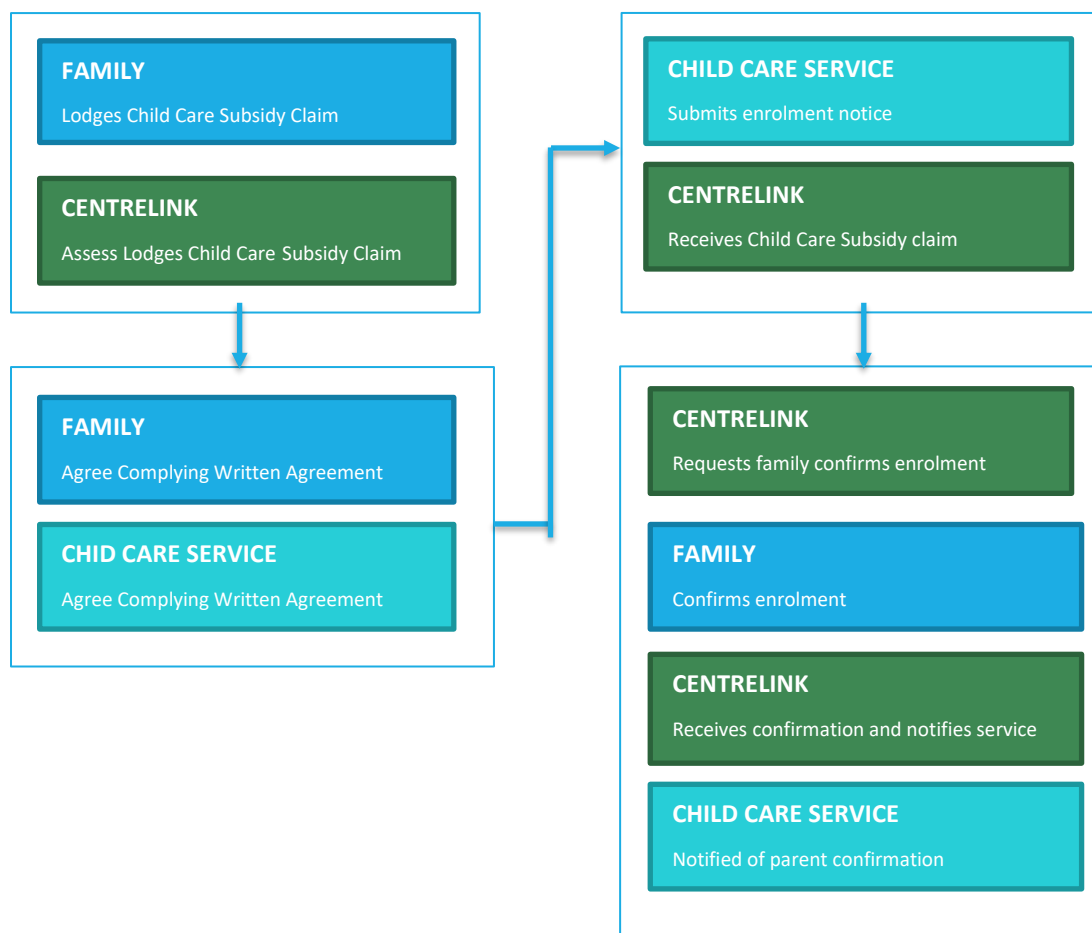 FAMILY
Lodges Child Care Subsidy Claim
CENTRELINK
Assess Lodges Child Care Subsidy Claim
FAMILY
Agree Complying Written Agreement
CHID CARE SERVICE
Agree Complying Written Agreement
CHILD CARE SERVICE
Submits enrolment notice
CENTRELINK
Receives Child Care Subsidy claim
CENTRELINK
Requests family confirms enrolment
FAMILY
Confirms enrolment
CENTRELINK
Receives confirmation and notifies service
CHILD CARE SERVICE
Notified of parent confirmation